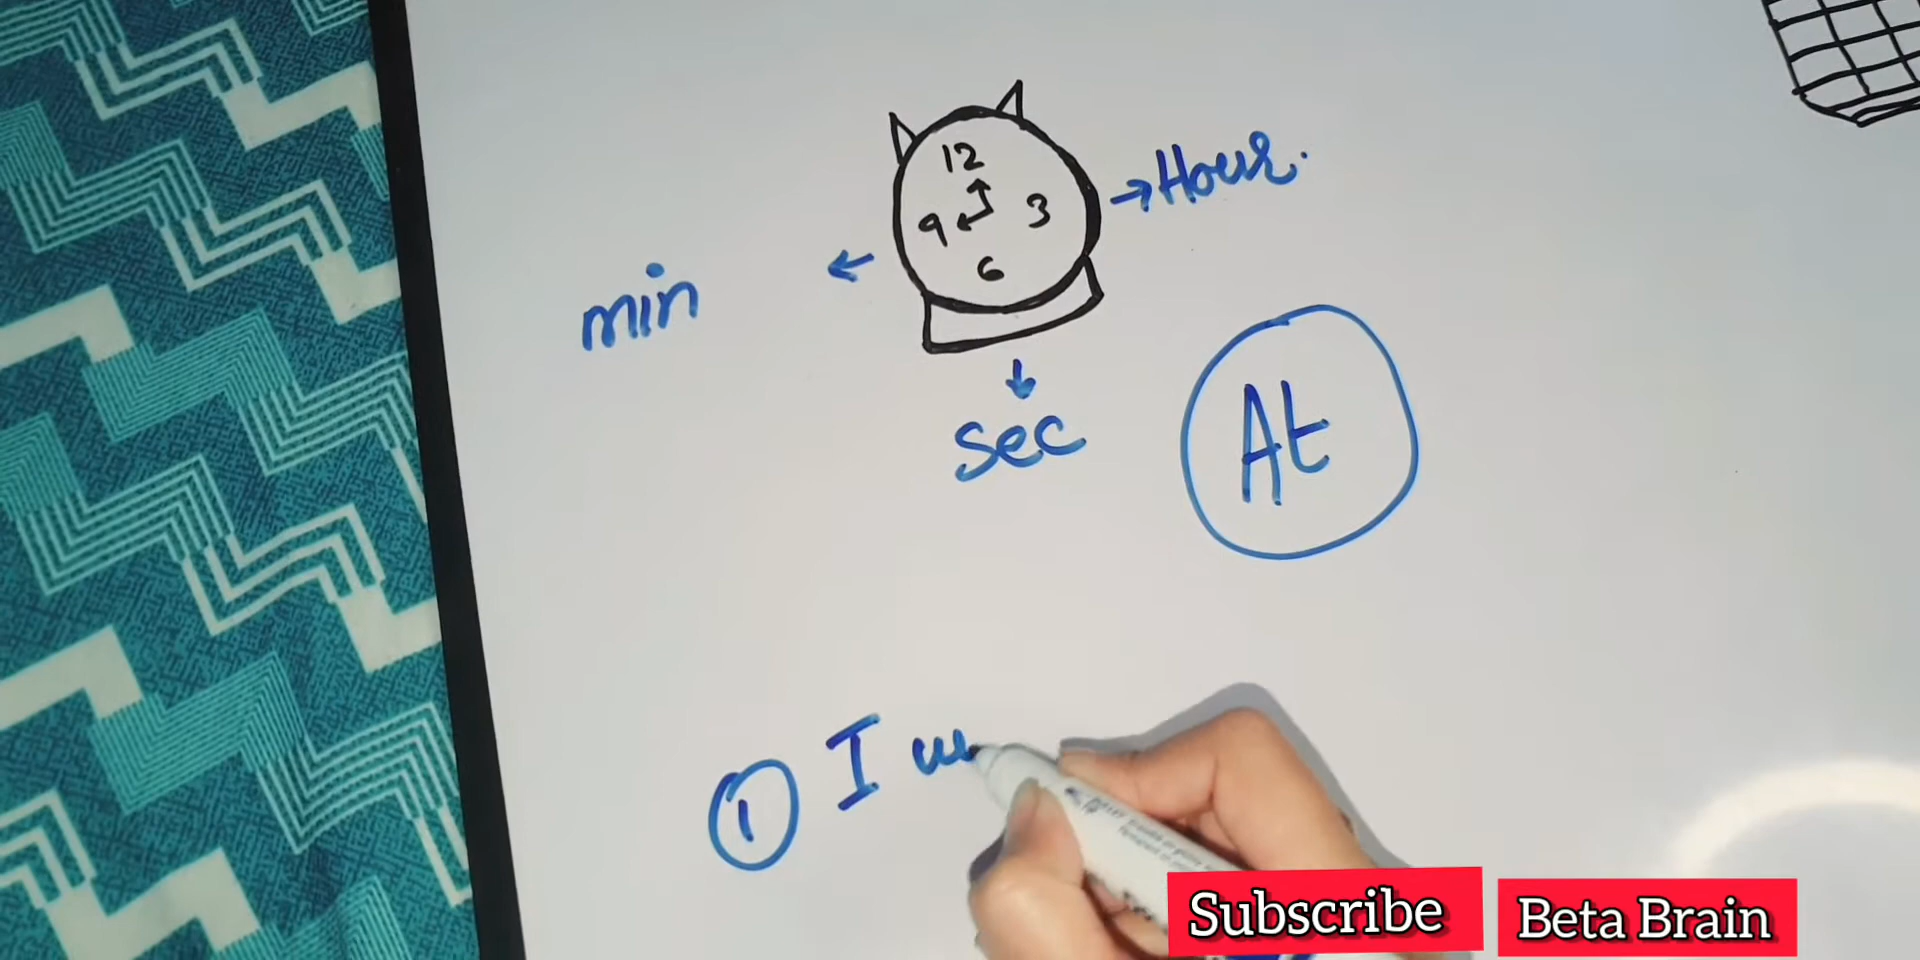 12
9 3
6
→Hour.
min ←
↓
sec
At
① I w
Subscribe
Beta Brain